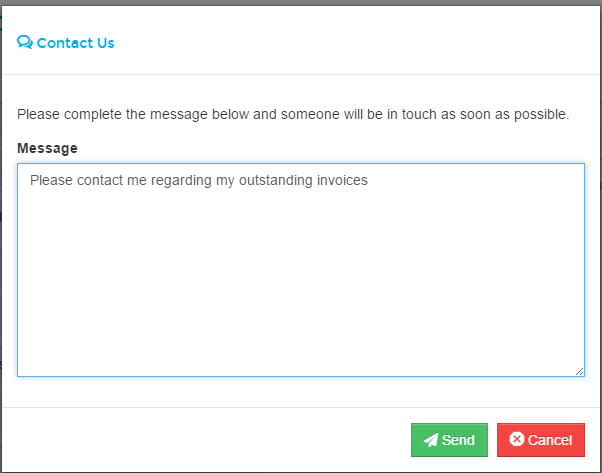 Contact Us
Please complete the message below and someone will be in touch as soon as possible.
Message
Please contact me regarding my outstanding invoices
Send
Cancel